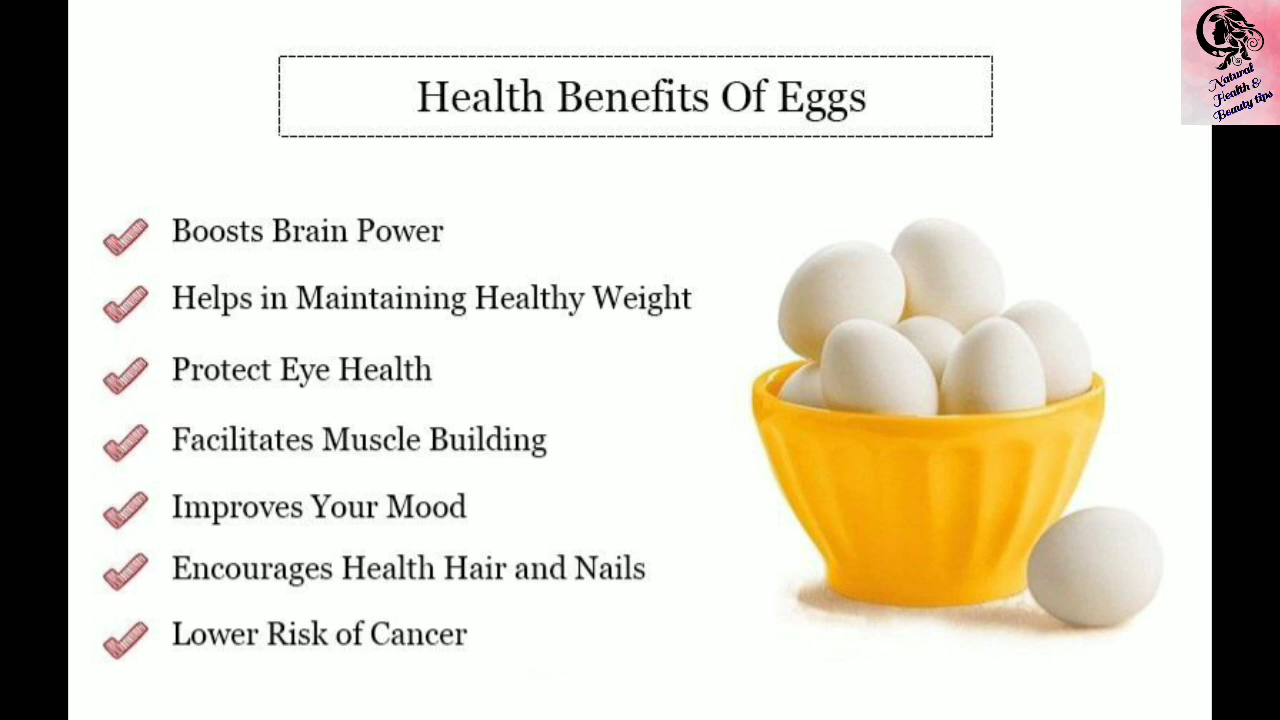 Health Benefits Of Eggs
Boosts Brain Power
Helps in Maintaining Healthy Weight
Protect Eye Health
Facilitates Muscle Building
Improves Your Mood
Encourages Health Hair and Nails
Lower Risk of Cancer
Natural
Health &
Beauty tips